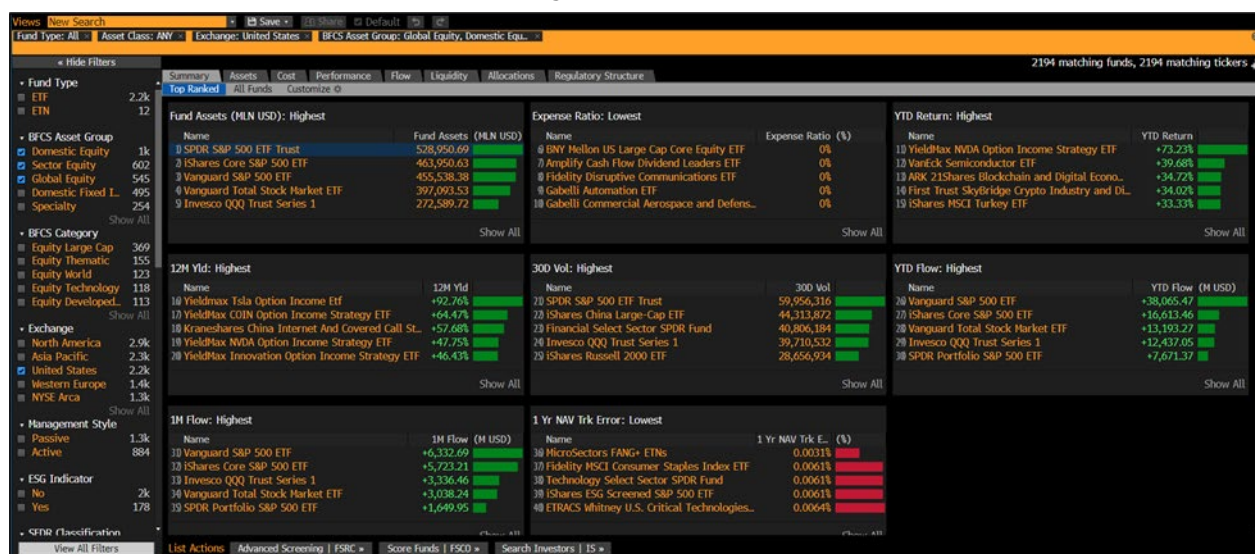 Views New Search Save Share Default
Fund Type: All × Asset Class: ANY × Exchange: United States × BFCS Asset Group: Global Equity, Domestic Equ.. ×
« Hide Filters
2194 matching funds, 2194 matching tickers
Summary Assets Cost Performance Flow Liquidity Allocations Regulatory Structure
Top Ranked All Funds Customize
Fund Type
ETF 2.2k
ETN 12
BFCS Asset Group
Domestic Equity 1k
Sector Equity 602
Global Equity 545
Domestic Fixed I.. 495
Specialty 254
Show All
BFCS Category
Equity Large Cap 369
Equity Thematic 155
Equity World 123
Equity Technology 118
Equity Developed.. 113
Show All
Exchange
North America 2.9k
Asia Pacific 2.3k
United States 2.2k
Western Europe 1.4k
NYSE Arca 1.3k
Show All
Management Style
Passive 1.3k
Active 884
ESG Indicator
No 2k
Yes 178
SFDR Classification
View All Filters
Fund Assets (MLN USD): Highest
Name Fund Assets (MLN USD)
1) SPDR S&P 500 ETF Trust 528,950.69
2) iShares Core S&P 500 ETF 463,950.63
3) Vanguard S&P 500 ETF 455,538.38
4) Vanguard Total Stock Market ETF 397,093.53
5) Invesco QQQ Trust Series 1 272,589.72
Show All
Expense Ratio: Lowest
Name Expense Ratio (%)
6) BNY Mellon US Large Cap Core Equity ETF 0%
7) Amplify Cash Flow Dividend Leaders ETF 0%
8) Fidelity Disruptive Communications ETF 0%
9) Gabelli Automation ETF 0%
10) Gabelli Commercial Aerospace and Defens.. 0%
Show All
YTD Return: Highest
Name YTD Return
11) YieldMax NVDA Option Income Strategy ETF +73.23%
12) VanEck Semiconductor ETF +39.68%
13) ARK 21Shares Blockchain and Digital Econo.. +34.72%
14) First Trust SkyBridge Crypto Industry and Di.. +34.02%
15) iShares MSCI Turkey ETF +33.33%
Show All
12M Yld: Highest
Name 12M Yld
16) Yieldmax Tsla Option Income Etf +92.76%
17) YieldMax COIN Option Income Strategy ETF +64.47%
18) Kraneshares China Internet And Covered Call St.. +57.68%
19) YieldMax NVDA Option Income Strategy ETF +47.75%
20) YieldMax Innovation Option Income Strategy ETF +46.43%
Show All
30D Vol: Highest
Name 30D Vol
21) SPDR S&P 500 ETF Trust 59,956,316
22) iShares China Large-Cap ETF 44,313,872
23) Financial Select Sector SPDR Fund 40,806,184
24) Invesco QQQ Trust Series 1 39,710,532
25) iShares Russell 2000 ETF 28,656,934
Show All
YTD Flow: Highest
Name YTD Flow (M USD)
26) Vanguard S&P 500 ETF +38,065.47
27) iShares Core S&P 500 ETF +16,613.46
28) Vanguard Total Stock Market ETF +13,193.27
29) Invesco QQQ Trust Series 1 +12,437.05
30) SPDR Portfolio S&P 500 ETF +7,671.37
Show All
1M Flow: Highest
Name 1M Flow (M USD)
31) Vanguard S&P 500 ETF +6,332.69
32) iShares Core S&P 500 ETF +5,723.21
33) Invesco QQQ Trust Series 1 +3,336.46
34) Vanguard Total Stock Market ETF +3,038.24
35) SPDR Portfolio S&P 500 ETF +1,649.95
Show All
1 Yr NAV Trk Error: Lowest
Name 1 Yr NAV Trk E.. (%)
36) MicroSectors FANG+ ETNs 0.0031%
37) Fidelity MSCI Consumer Staples Index ETF 0.0061%
38) Technology Select Sector SPDR Fund 0.0061%
39) iShares ESG Screened S&P 500 ETF 0.0061%
40) ETRACS Whitney U.S. Critical Technologies.. 0.0064%
Show All
List Actions Advanced Screening | FSRC » Score Funds | FSCO » Search Investors | IS »